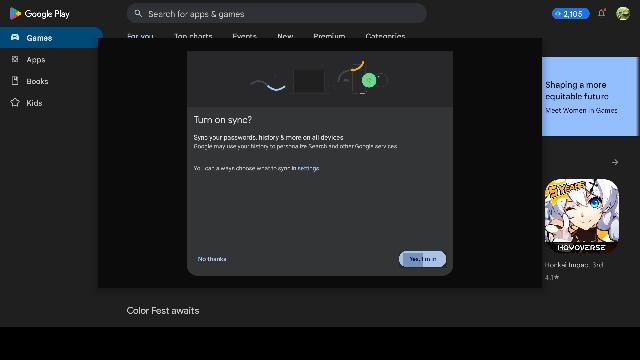 Google Play
Search for apps & games
2,105
Games
For you
Top charts
Events
New
Premium
Categories
Apps
Books
Kids
Turn on sync?
Sync your passwords, history & more on all devices
Google may use your history to personalize Search and other Google services
You can always choose what to sync in settings.
No thanks
Yes, I'm in
Shaping a more
equitable future
Meet Women in Games
HOYOVERSE
Honkai Impact 3rd
4.1★
Color Fest awaits